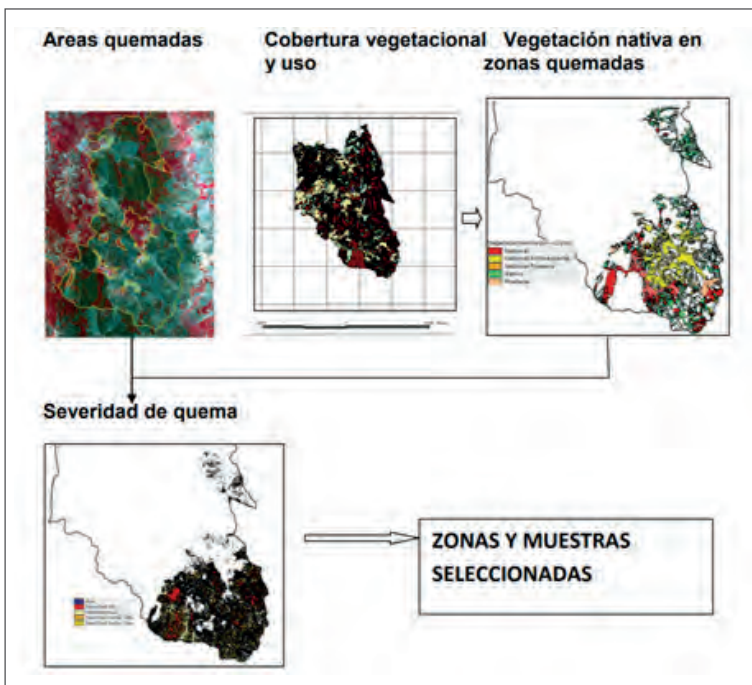 Areas quemadas
Cobertura vegetacional
y uso
Vegetación nativa en
zonas quemadas
Severidad de quema
ZONAS Y MUESTRAS
SELECCIONADAS